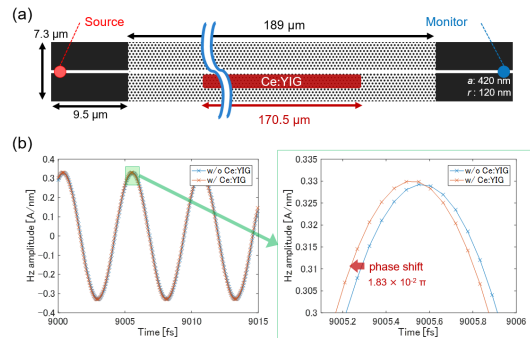 (a)
189 μm
7.3 μm
Source
Monitor
Ce:YIG
a: 420 nm
r : 120 nm
9.5 μm
170.5 μm
(b)
Hz amplitude [A/nm]
0.4
0.3
0.2
0.1
0
-0.1
-0.2
-0.3
-0.4
w/o Ce:YIG
w/ Ce:YIG
9000
9005
9010
9015
Time [fs]
Hz amplitude [A/nm]
0.335
0.33
0.325
0.32
0.315
0.31
0.305
0.3
w/o Ce:YIG
w/ Ce:YIG
phase shift
1.83 × 10⁻² π
9005.2
9005.4
9005.6
9005.8
9006
Time [fs]